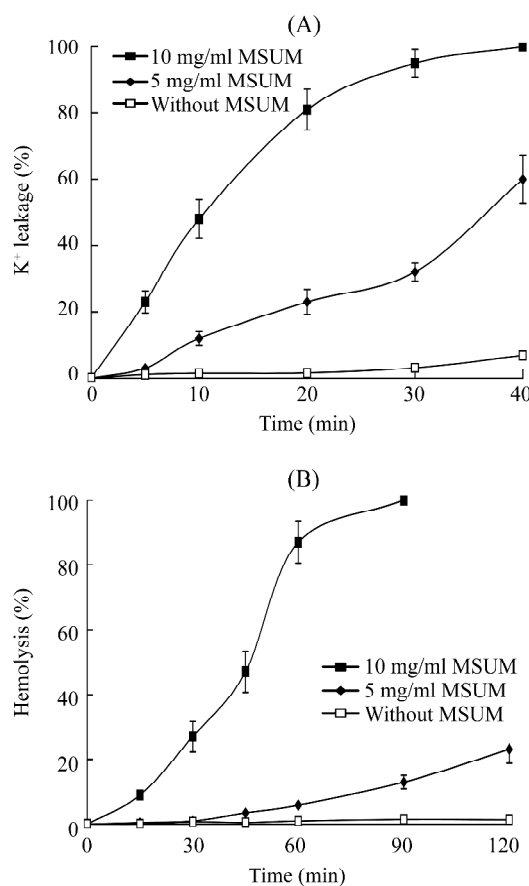 (A)
100
80
60
40
20
0
K+ leakage (%)
10 mg/ml MSUM
5 mg/ml MSUM
Without MSUM
0 10 20 30 40
Time (min)
(B)
100
80
60
40
20
0
Hemolysis (%)
10 mg/ml MSUM
5 mg/ml MSUM
Without MSUM
0 30 60 90 120
Time (min)